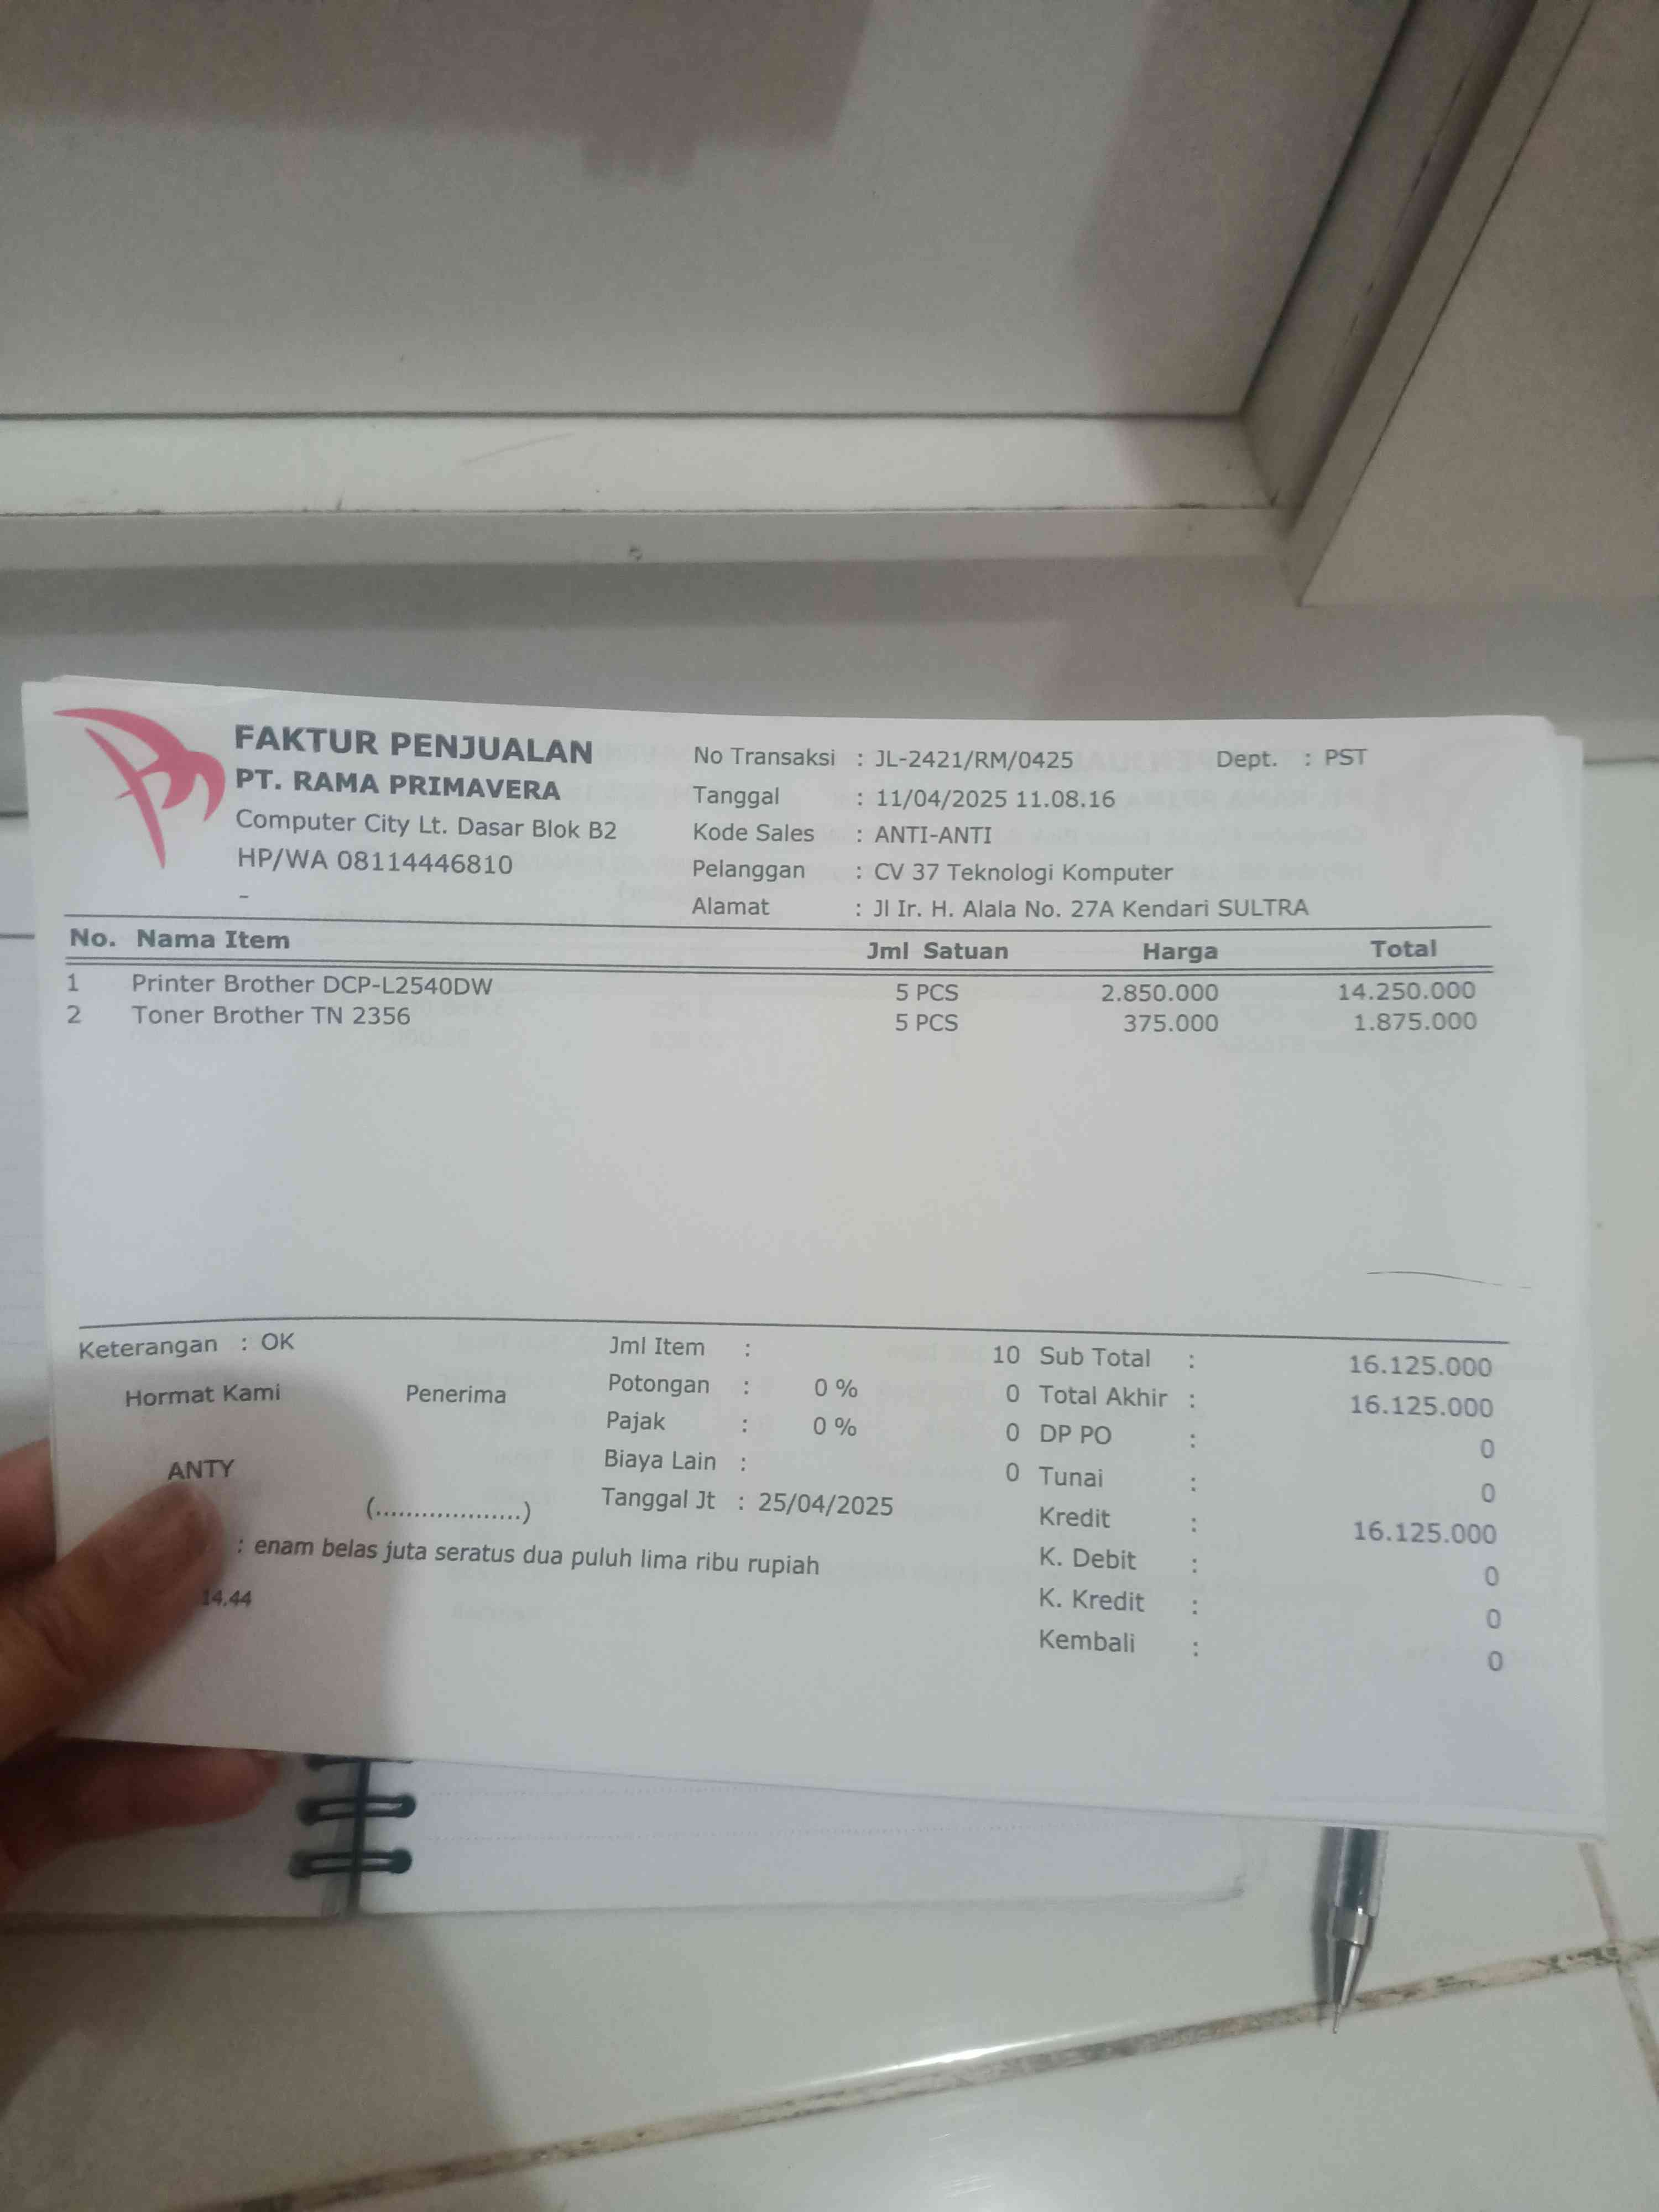 FAKTUR PENJUALAN
PT. RAMA PRIMAVERA
Computer City Lt. Dasar Blok B2
HP/WA 08114446810
-
No Transaksi : JL-2421/RM/0425 Dept. : PST
Tanggal : 11/04/2025 11.08.16
Kode Sales : ANTI-ANTI
Pelanggan : CV 37 Teknologi Komputer
Alamat : Jl Ir. H. Alala No. 27A Kendari SULTRA
No. Nama Item Jml Satuan Harga Total
1 Printer Brother DCP-L2540DW 5 PCS 2.850.000 14.250.000
2 Toner Brother TN 2356 5 PCS 375.000 1.875.000
Keterangan : OK
Hormat Kami Penerima
ANTY
(...................)
: enam belas juta seratus dua puluh lima ribu rupiah
14.44
Jml Item : 10
Potongan : 0 % 0
Pajak : 0 % 0
Biaya Lain : 0
Tanggal Jt : 25/04/2025
Sub Total : 16.125.000
Total Akhir : 16.125.000
DP PO : 0
Tunai : 0
Kredit : 16.125.000
K. Debit : 0
K. Kredit : 0
Kembali : 0